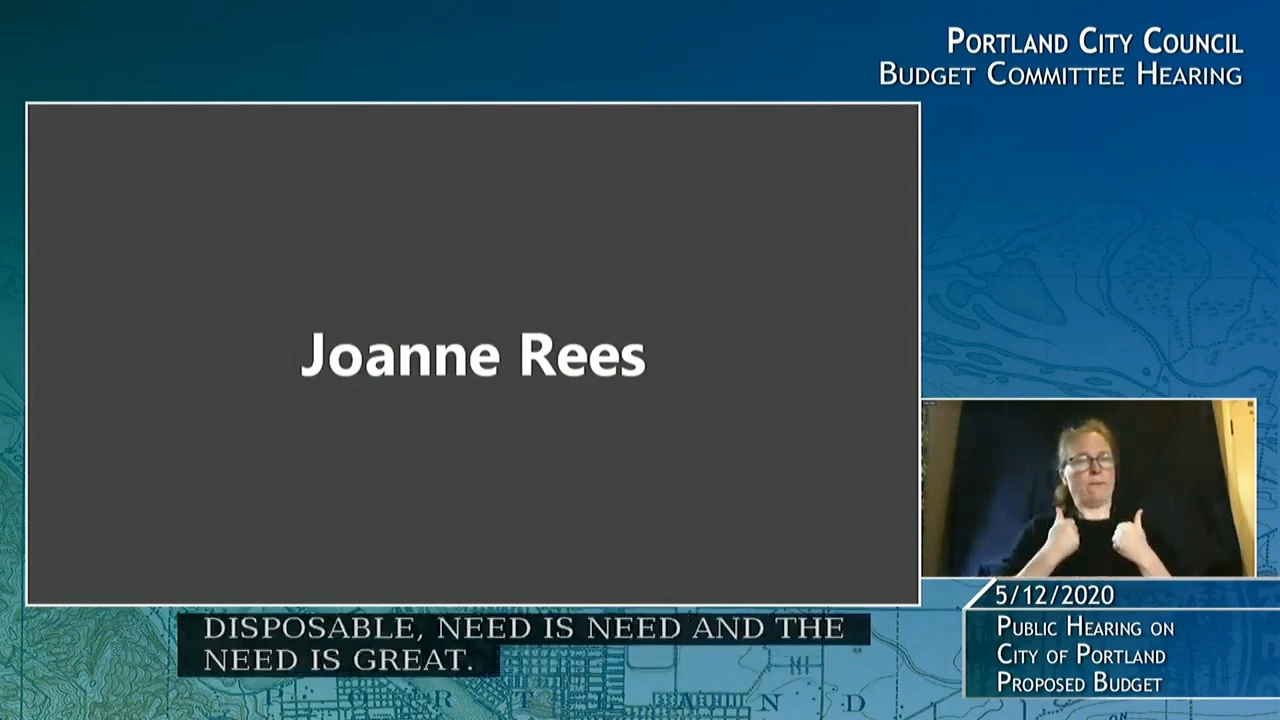 PORTLAND CITY COUNCIL
BUDGET COMMITTEE HEARING
Joanne Rees
DISPOSABLE, NEED IS NEED AND THE
NEED IS GREAT.
5/12/2020
PUBLIC HEARING ON
CITY OF PORTLAND
PROPOSED BUDGET
P O R T L A N D
ON